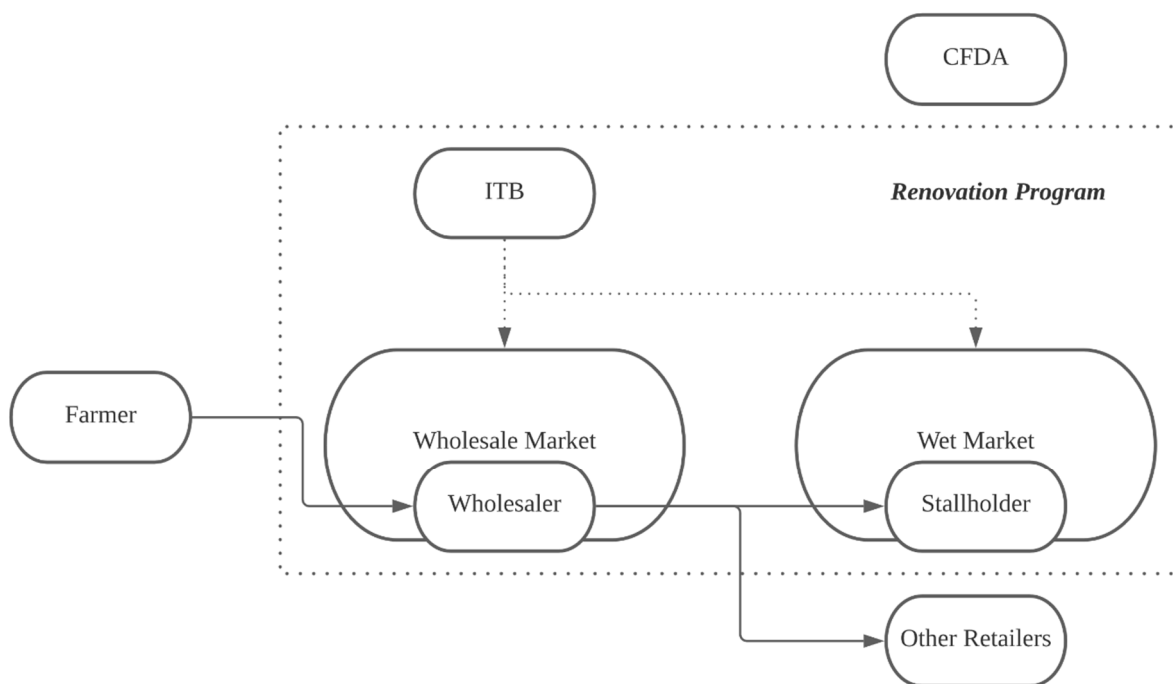 CFDA
ITB
Renovation Program
Farmer
Wholesale Market
Wet Market
Wholesaler
Stallholder
Other Retailers